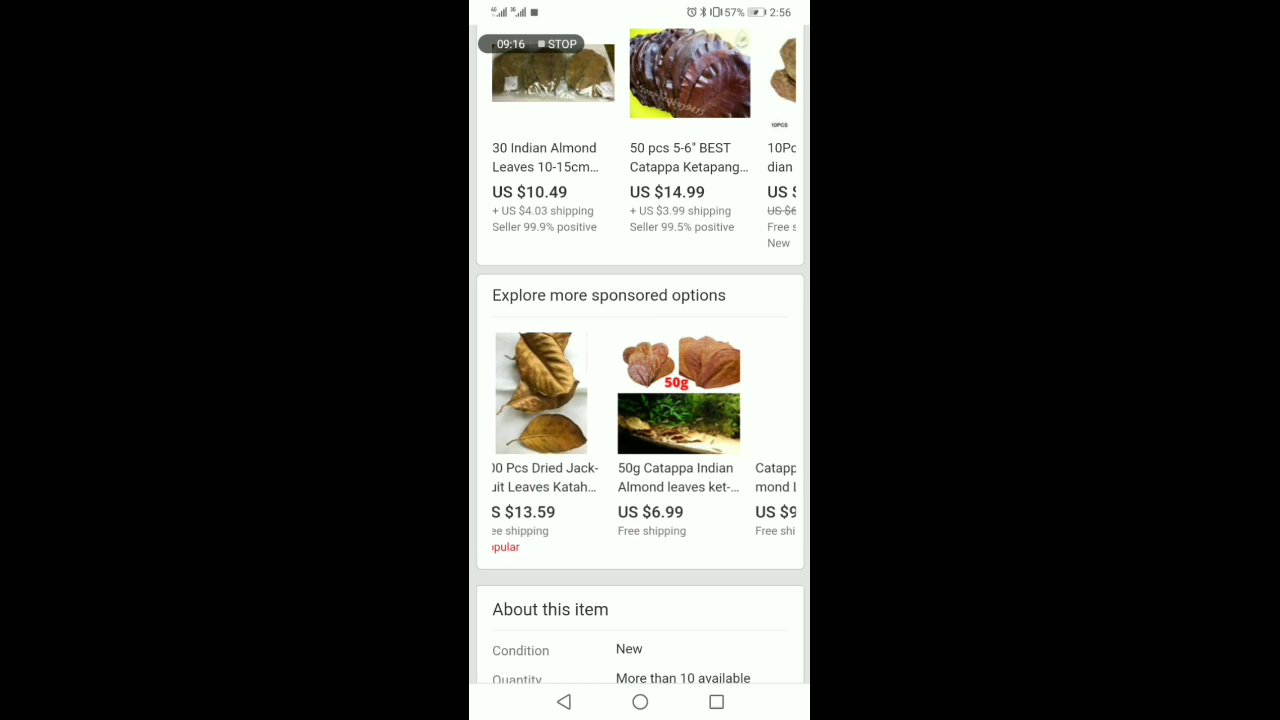 4G 3G 57% 2:56
09:16 STOP
10PCS
30 Indian Almond
Leaves 10-15cm...
US $10.49
+ US $4.03 shipping
Seller 99.9% positive
50 pcs 5-6" BEST
Catappa Ketapang...
US $14.99
+ US $3.99 shipping
Seller 99.5% positive
10Pc
dian
US $
US $6
Free s
New
Explore more sponsored options
50g
00 Pcs Dried Jack-
uit Leaves Katah...
S $13.59
ee shipping
opular
50g Catappa Indian
Almond leaves ket-...
US $6.99
Free shipping
Catapp
mond L
US $9
Free shi
About this item
Condition New
Quantity More than 10 available